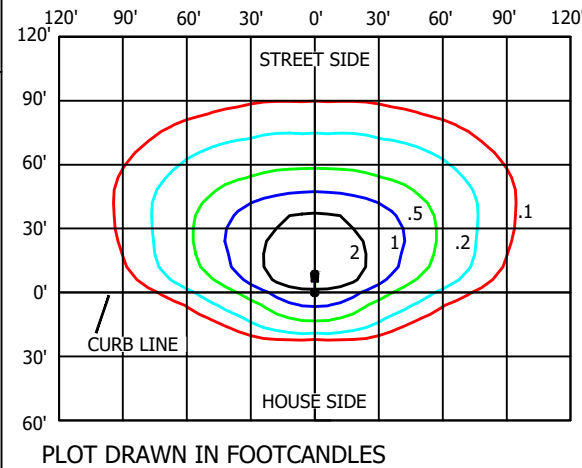 120' 90' 60' 30' 0' 30' 60' 90' 120'
120'
STREET SIDE
90'
60'
30'
.5 .1
2 1 .2
0'
CURB LINE
30'
HOUSE SIDE
60'
PLOT DRAWN IN FOOTCANDLES